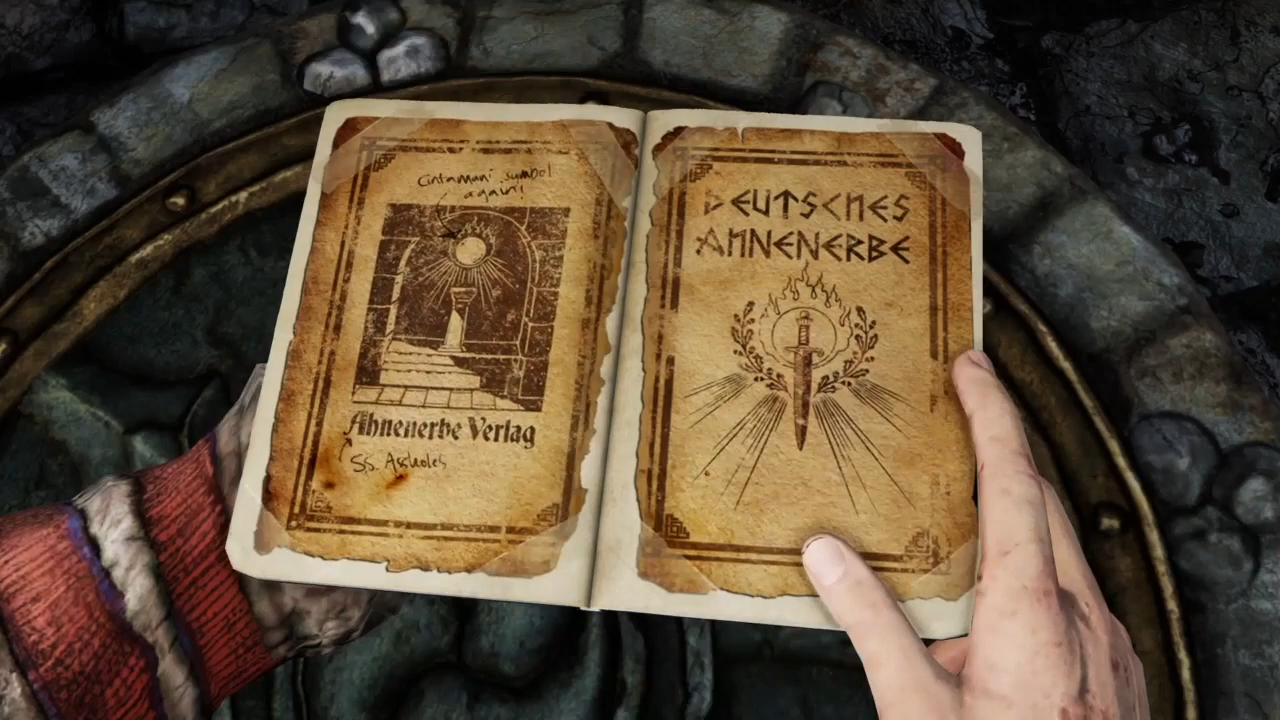 Cintamani symbol
again!
Ahnenerbe Verlag
SS. Assholes
DEUTSCHES
AHNENERBE